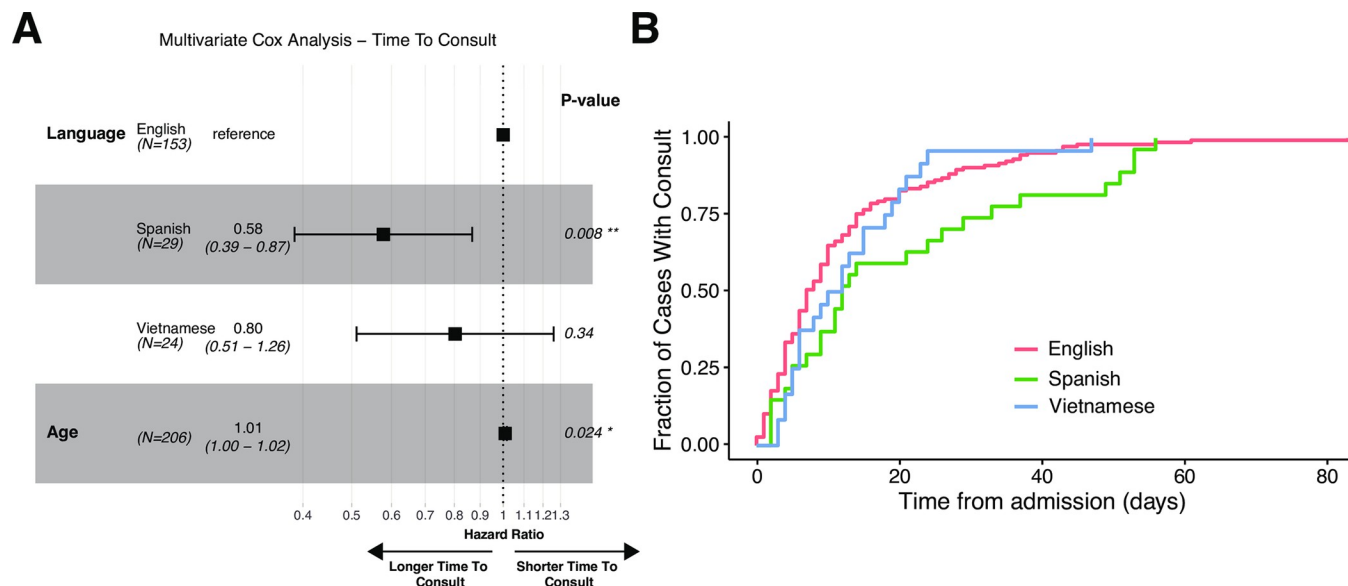 A
Multivariate Cox Analysis – Time To Consult
P-value
Language English reference
(N=153)
Spanish 0.58
(N=29) (0.39 – 0.87) 0.008 **
Vietnamese 0.80
(N=24) (0.51 – 1.26) 0.34
Age (N=206) 1.01
(1.00 – 1.02) 0.024 *
0.4 0.5 0.6 0.7 0.8 0.9 1 1.1 1.2 1.3
Hazard Ratio
Longer Time To Shorter Time To
Consult Consult
B
Fraction of Cases With Consult
1.00
0.75
0.50
0.25
0.00
English
Spanish
Vietnamese
0 20 40 60 80
Time from admission (days)